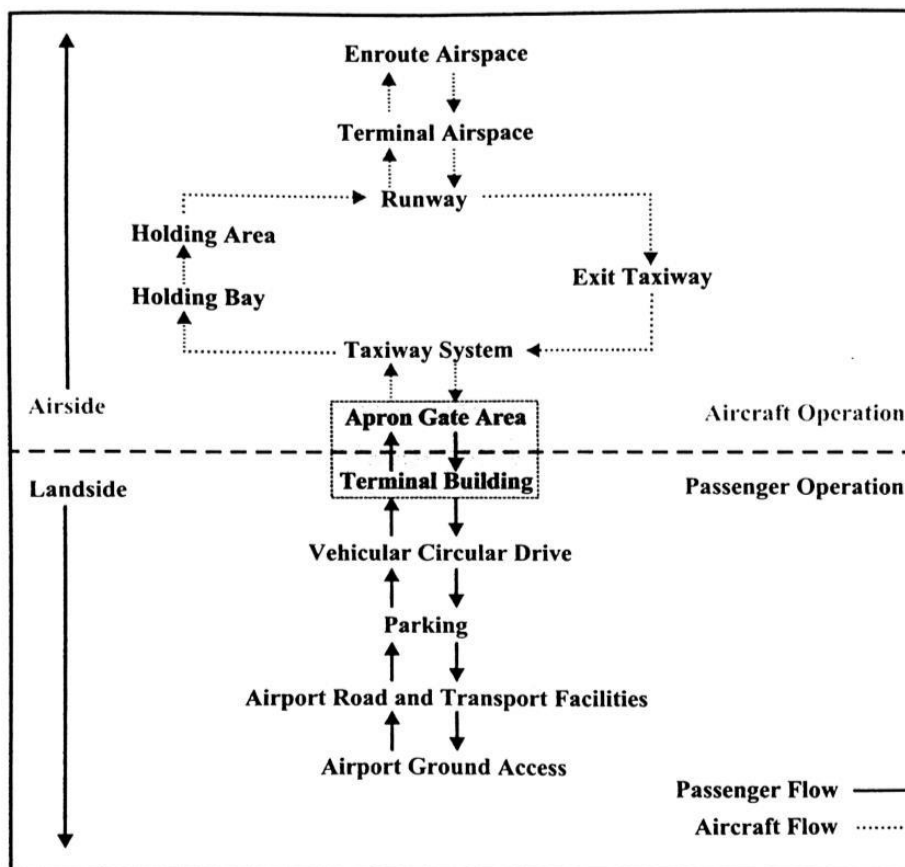 Enroute Airspace
Terminal Airspace
Runway
Holding Area
Exit Taxiway
Holding Bay
Taxiway System
Airside
Apron Gate Area
Aircraft Operation
Landside
Terminal Building
Passenger Operation
Vehicular Circular Drive
Parking
Airport Road and Transport Facilities
Airport Ground Access
Passenger Flow
Aircraft Flow